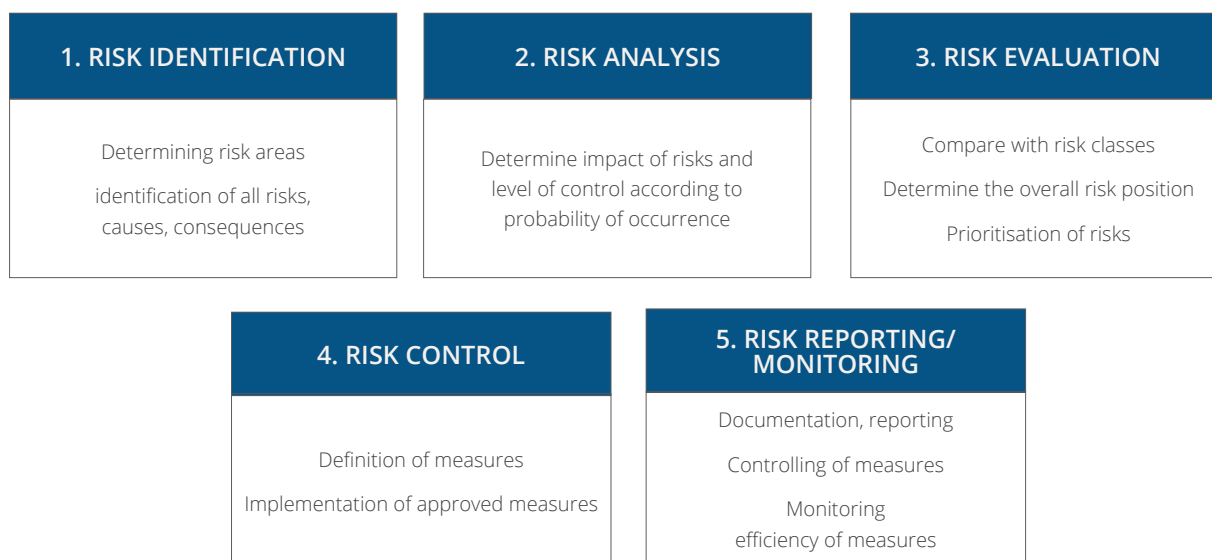 1. RISK IDENTIFICATION
Determining risk areas
identification of all risks,
causes, consequences
2. RISK ANALYSIS
Determine impact of risks and
level of control according to
probability of occurrence
3. RISK EVALUATION
Compare with risk classes
Determine the overall risk position
Prioritisation of risks
4. RISK CONTROL
Definition of measures
Implementation of approved measures
5. RISK REPORTING/
MONITORING
Documentation, reporting
Controlling of measures
Monitoring
efficiency of measures